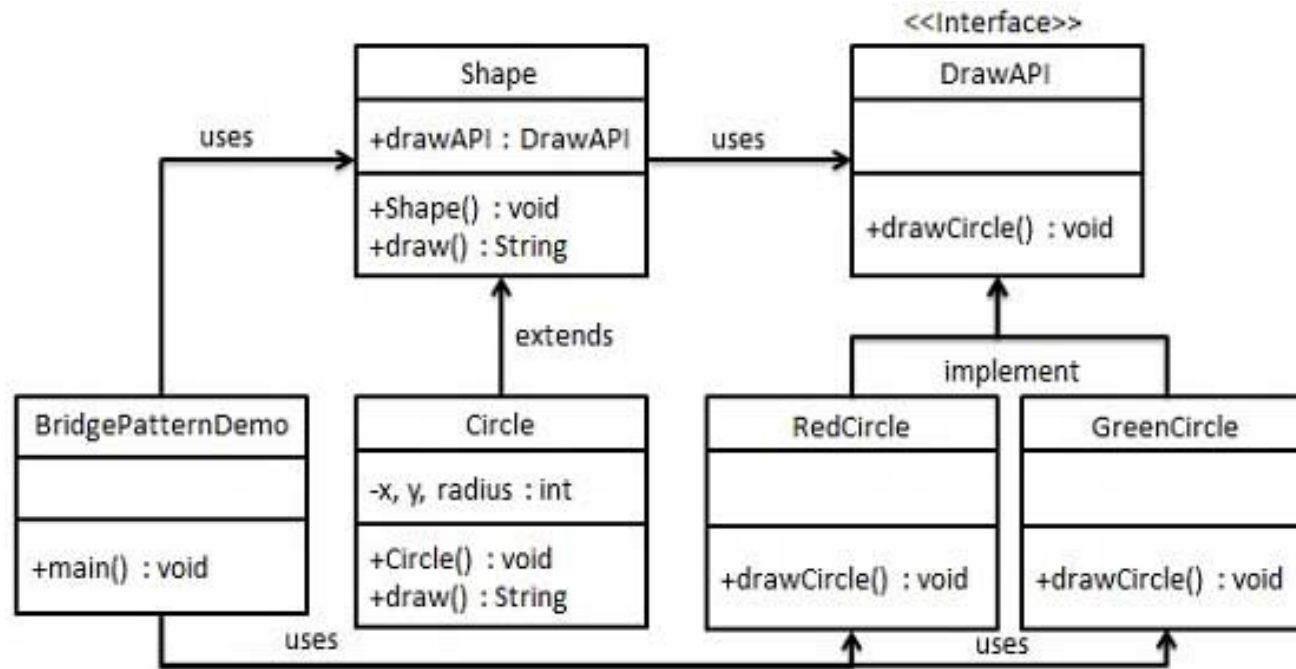 <<Interface>>
Shape
+drawAPI : DrawAPI
+Shape() : void
+draw() : String
uses
uses
DrawAPI
+drawCircle() : void
extends
implement
BridgePatternDemo
+main() : void
Circle
-x, y, radius : int
+Circle() : void
+draw() : String
RedCircle
+drawCircle() : void
GreenCircle
+drawCircle() : void
uses
uses